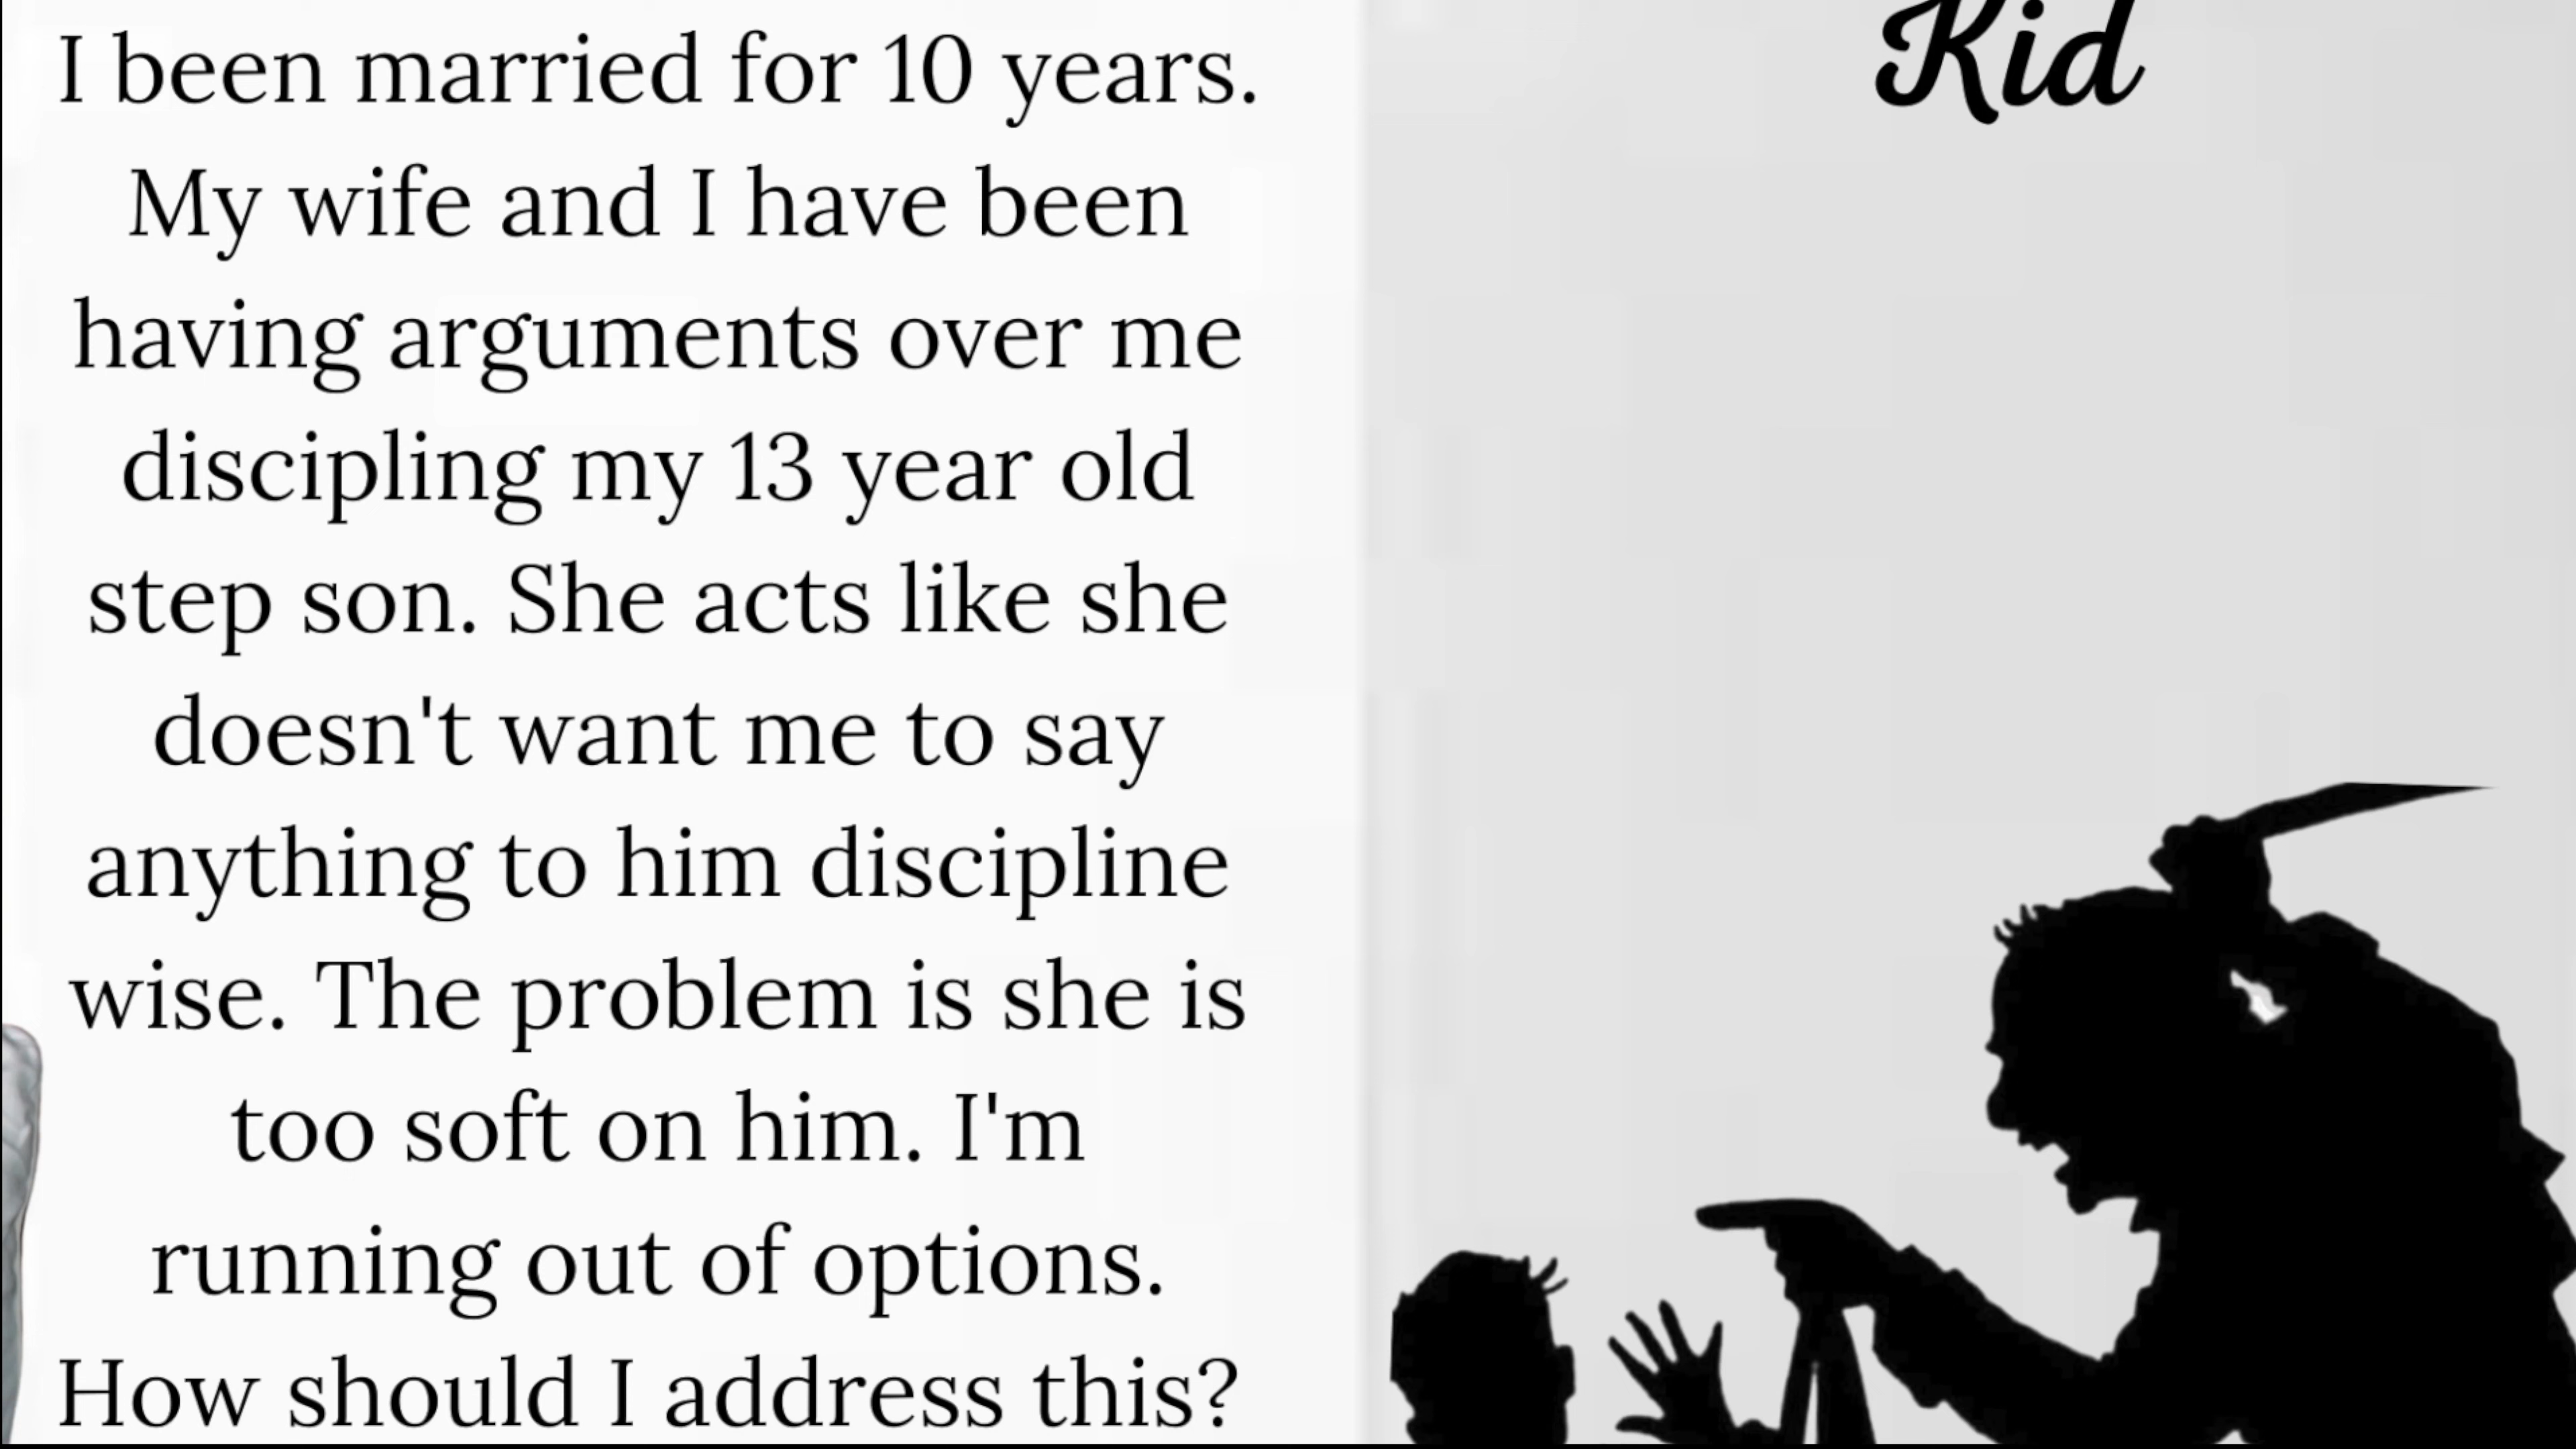 I been married for 10 years.
My wife and I have been
having arguments over me
discipling my 13 year old
step son. She acts like she
doesn't want me to say
anything to him discipline
wise. The problem is she is
too soft on him. I'm
running out of options.
How should I address this?
Kid